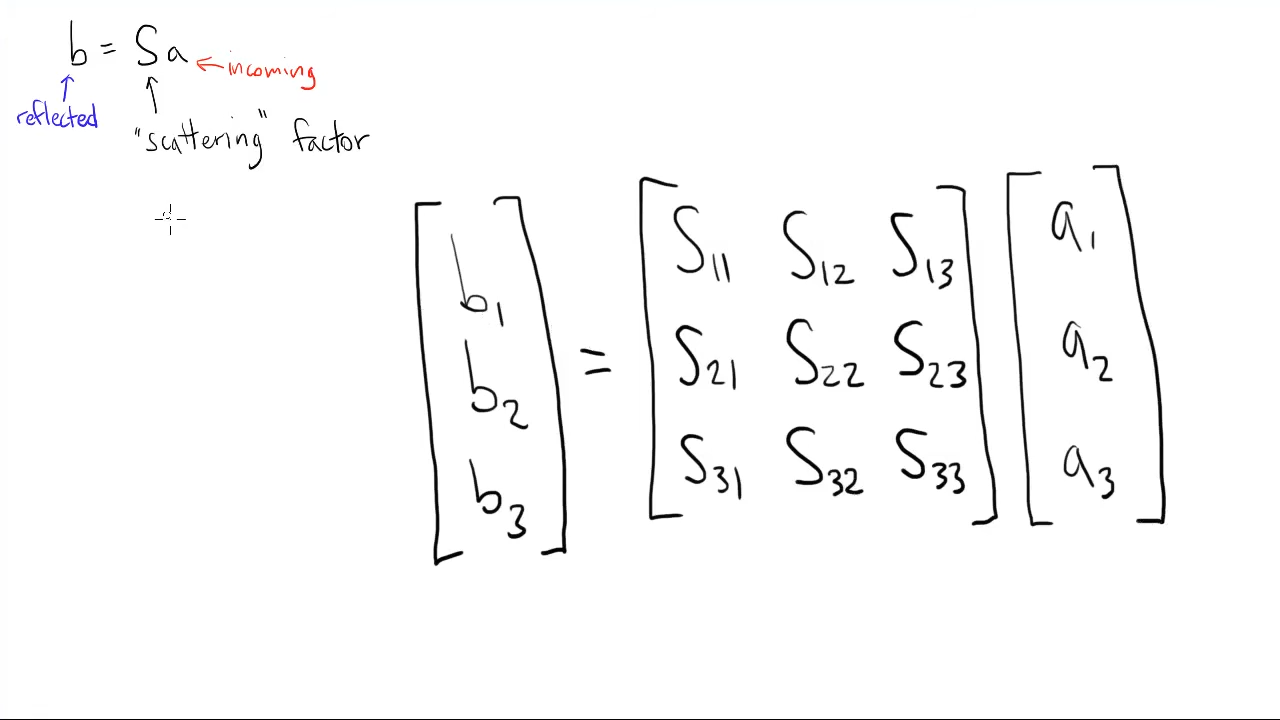 b = Sa ← incoming
reflected
"scattering" factor
[b₁] = [S₁₁ S₁₂ S₁₃] [a₁]
[b₂] [S₂₁ S₂₂ S₂₃] [a₂]
[b₃] [S₃₁ S₃₂ S₃₃] [a₃]